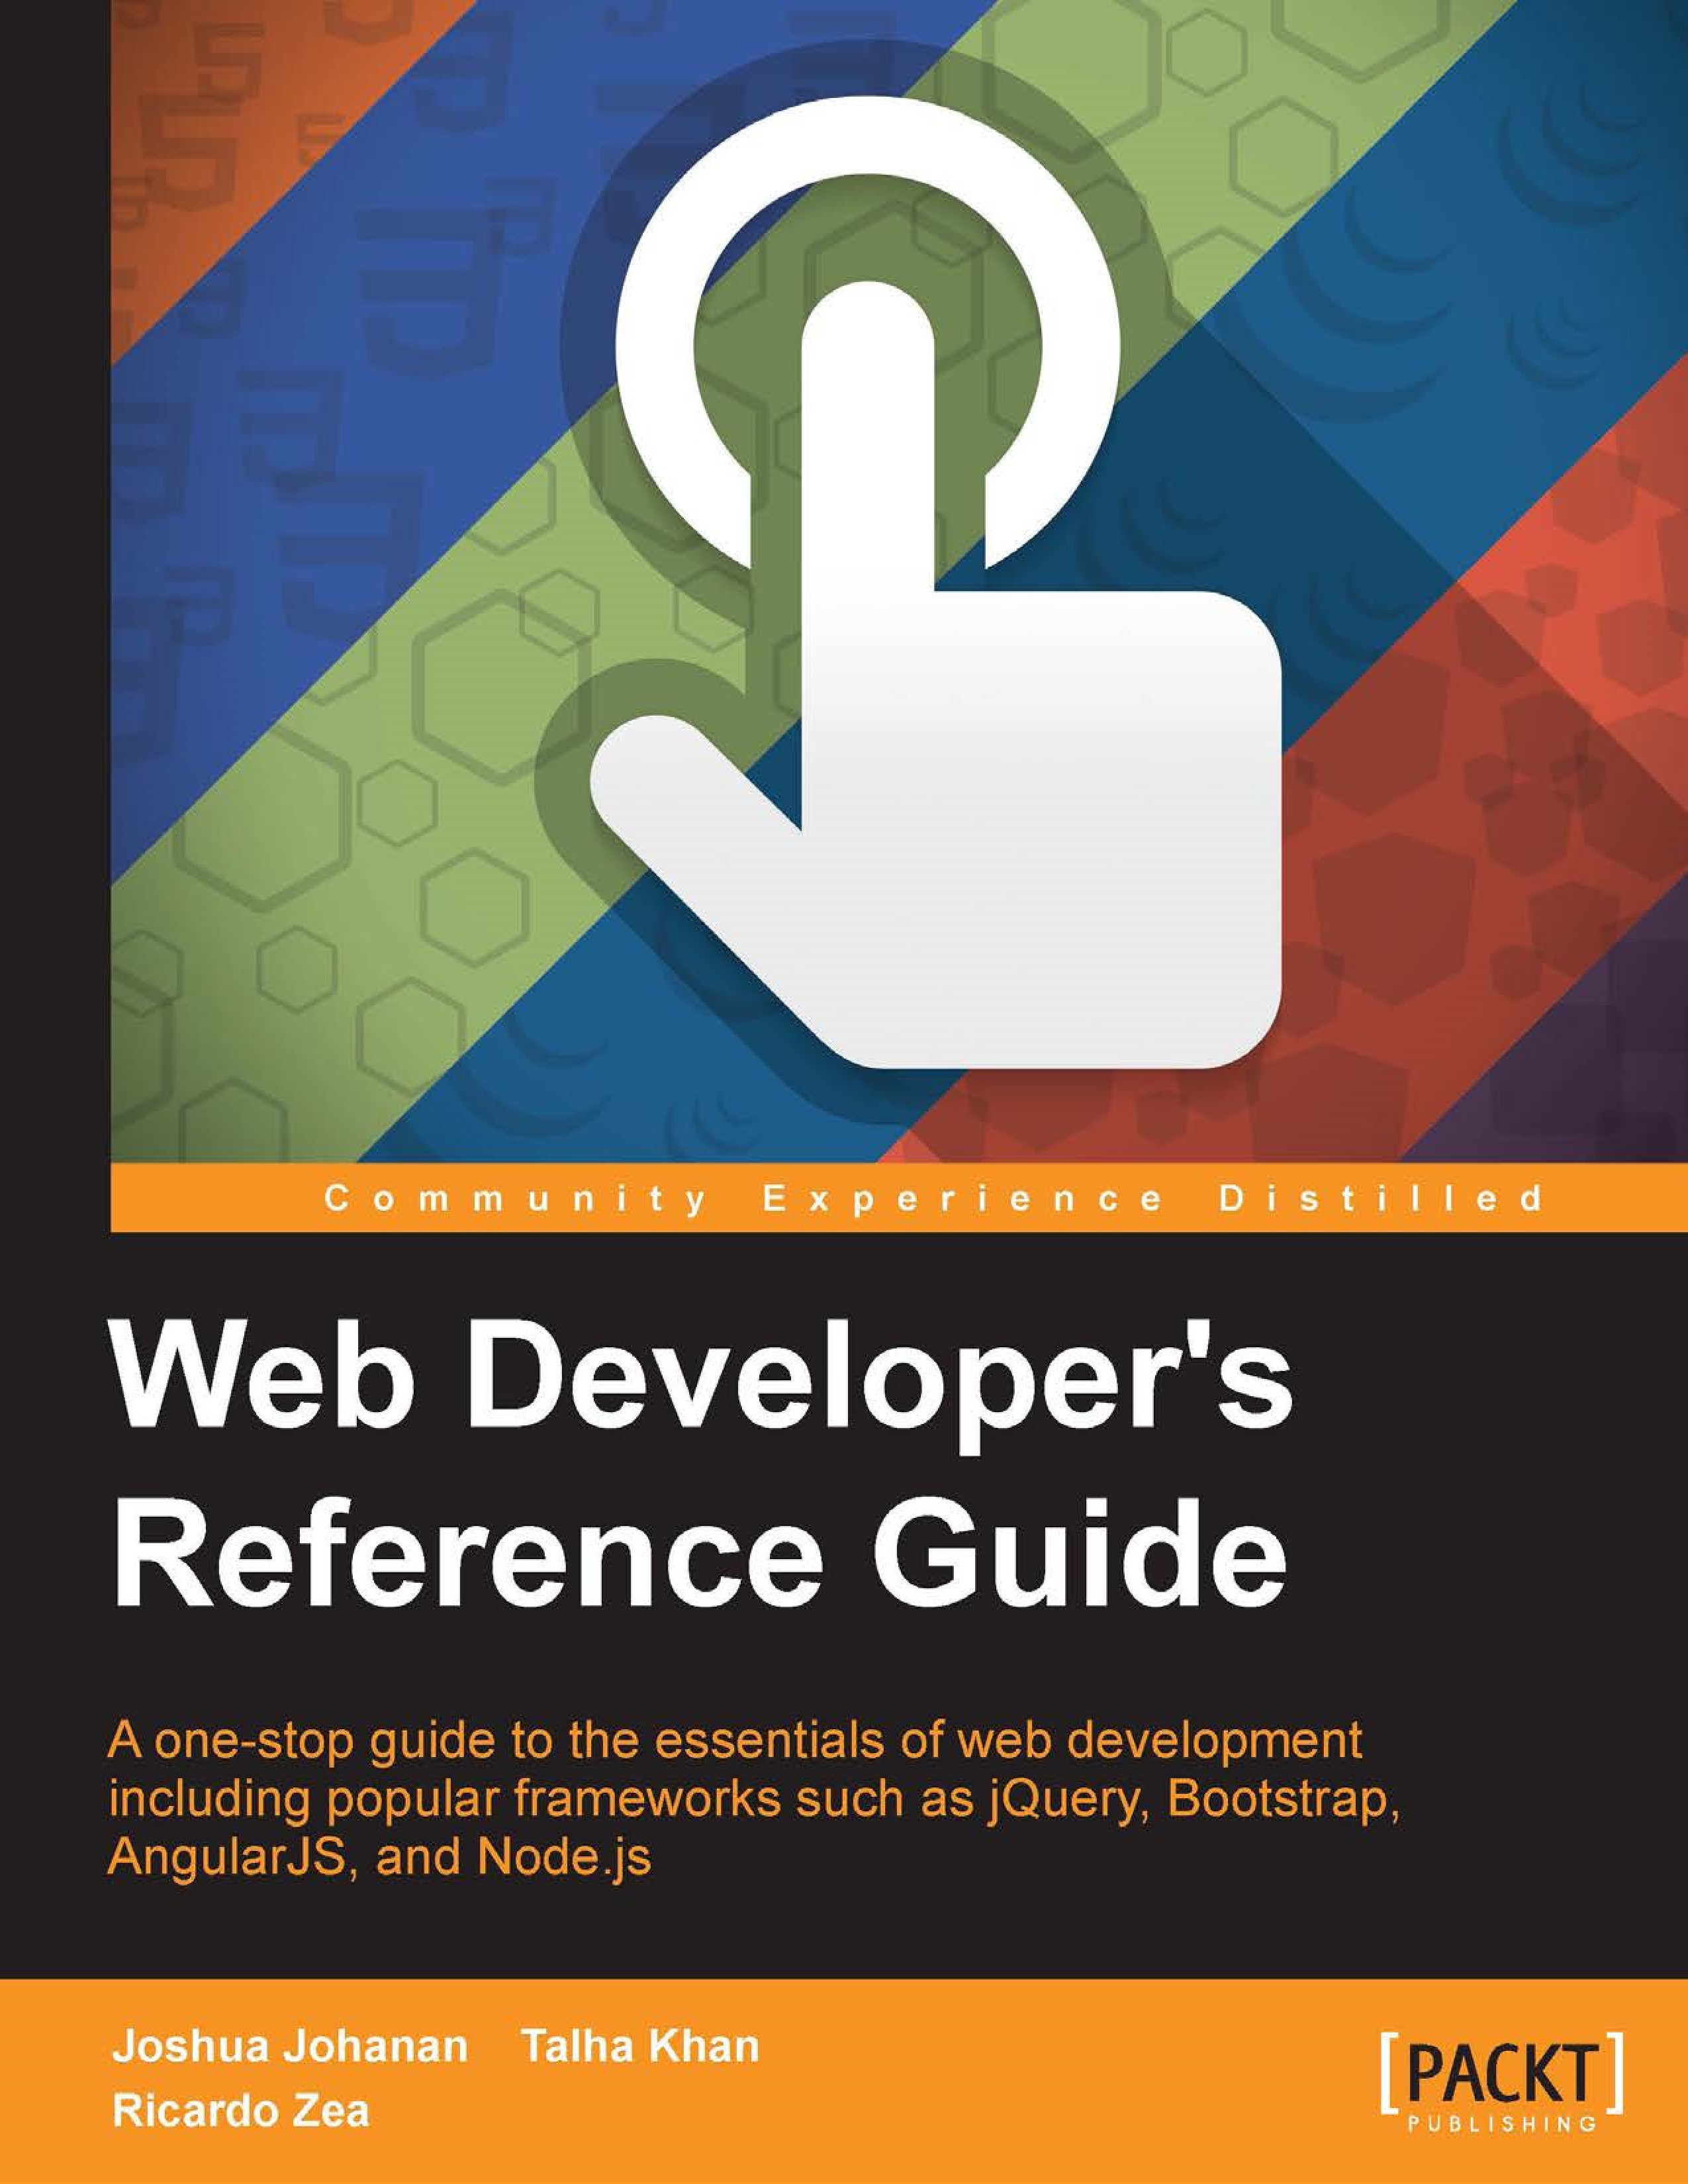 Community Experience Distilled
Web Developer's
Reference Guide
A one-stop guide to the essentials of web development
including popular frameworks such as jQuery, Bootstrap,
AngularJS, and Node.js
Joshua Johanan Talha Khan
Ricardo Zea
[PACKT]
PUBLISHING